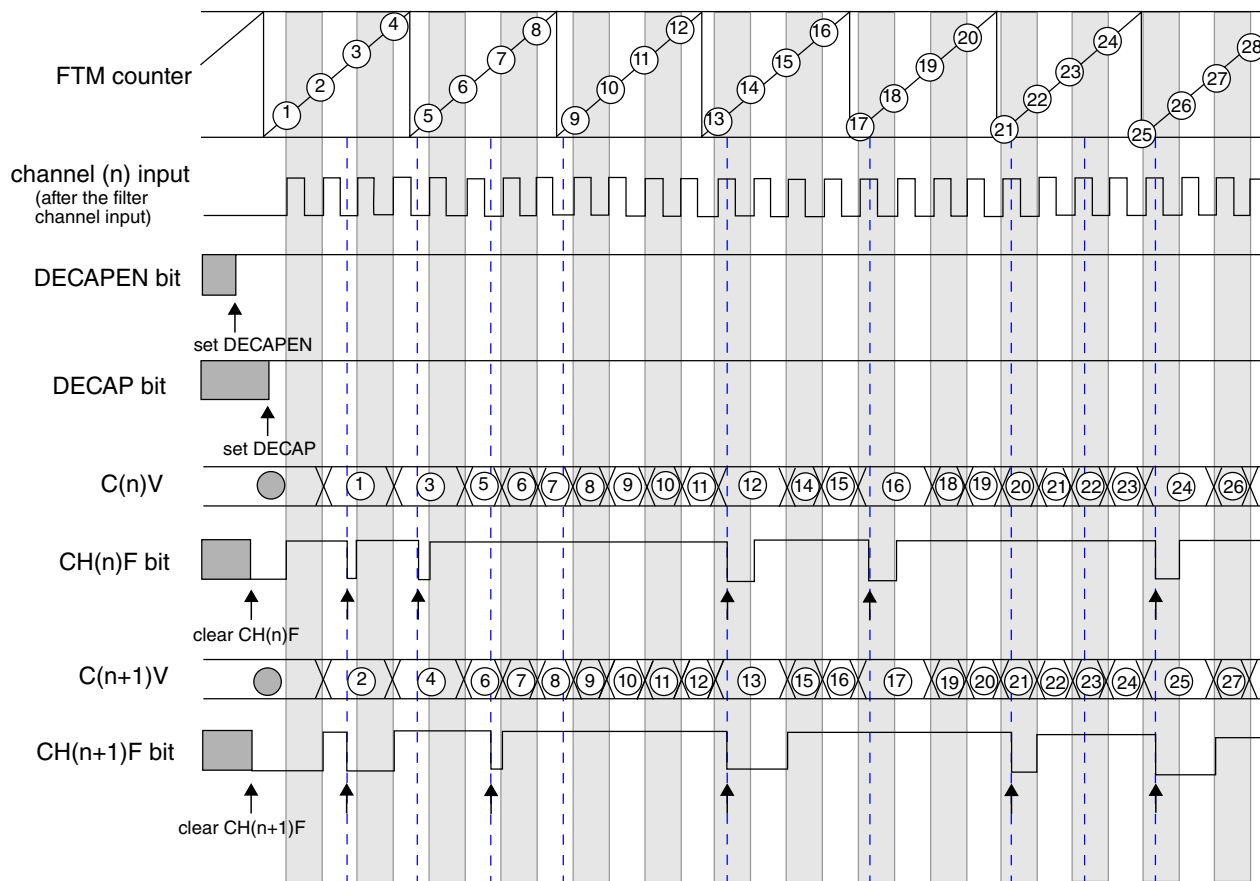 FTM counter
1 2 3 4 5 6 7 8 9 10 11 12 13 14 15 16 17 18 19 20 21 22 23 24 25 26 27 28
channel (n) input
(after the filter
channel input)
DECAPEN bit
set DECAPEN
DECAP bit
set DECAP
C(n)V
1 3 5 6 7 8 9 10 11 12 14 15 16 18 19 20 21 22 23 24 26
CH(n)F bit
clear CH(n)F
C(n+1)V
2 4 6 7 8 9 10 11 12 13 15 16 17 19 20 21 22 23 24 25 27
CH(n+1)F bit
clear CH(n+1)F